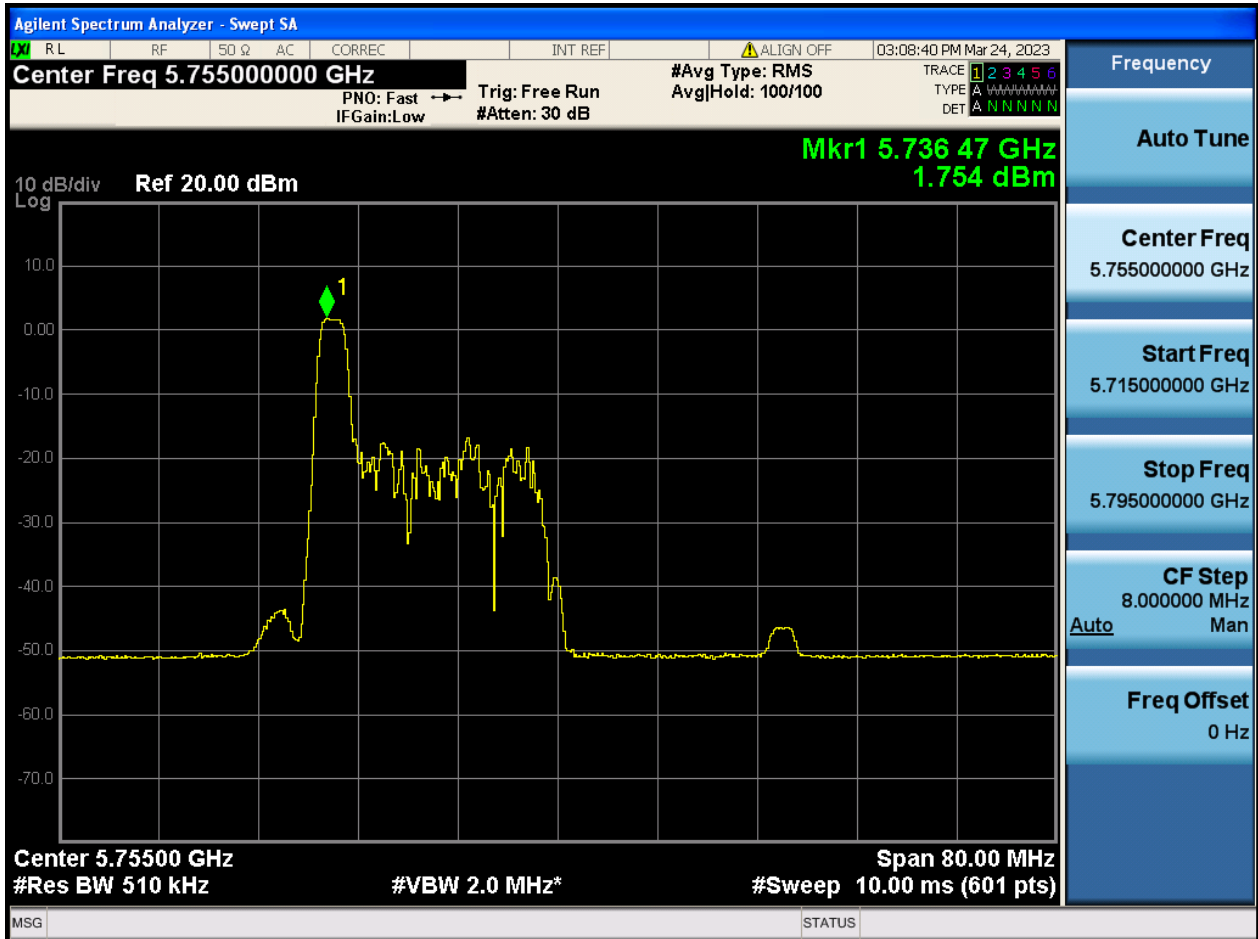 Agilent Spectrum Analyzer - Swept SA
LXI RL RF 50 Ω AC CORREC INT REF ALIGN OFF 03:08:40 PM Mar 24, 2023
Center Freq 5.755000000 GHz
PNO: Fast
IFGain:Low
Trig: Free Run
#Atten: 30 dB
#Avg Type: RMS
Avg|Hold: 100/100
TRACE 1 2 3 4 5 6
TYPE A WWWWW
DET A N N N N N
Mkr1 5.736 47 GHz
1.754 dBm
10 dB/div Ref 20.00 dBm
Log
1
10.0
0.00
-10.0
-20.0
-30.0
-40.0
-50.0
-60.0
-70.0
Center 5.75500 GHz Span 80.00 MHz
#Res BW 510 kHz #VBW 2.0 MHz* #Sweep 10.00 ms (601 pts)
MSG STATUS
Frequency
Auto Tune
Center Freq
5.755000000 GHz
Start Freq
5.715000000 GHz
Stop Freq
5.795000000 GHz
CF Step
8.000000 MHz
Auto Man
Freq Offset
0 Hz